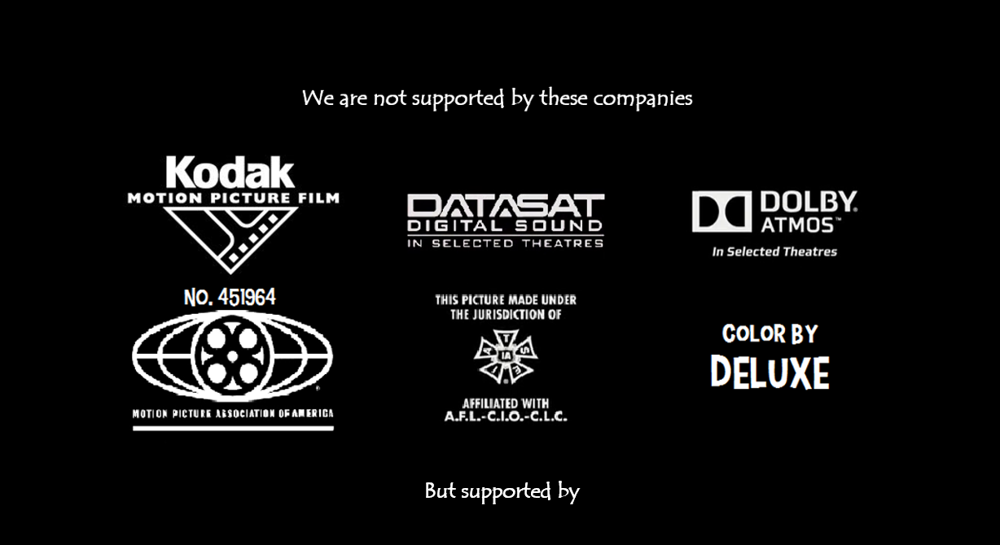 We are not supported by these companies
Kodak
MOTION PICTURE FILM
DATASAT
DIGITAL SOUND
IN SELECTED THEATRES
DOLBY®
ATMOS™
In Selected Theatres
NO. 451964
MOTION PICTURE ASSOCIATION OF AMERICA
®
THIS PICTURE MADE UNDER
THE JURISDICTION OF
I A T S E
IA
®
AFFILIATED WITH
A.F.L.-C.I.O.-C.L.C.
COLOR BY
DELUXE
But supported by